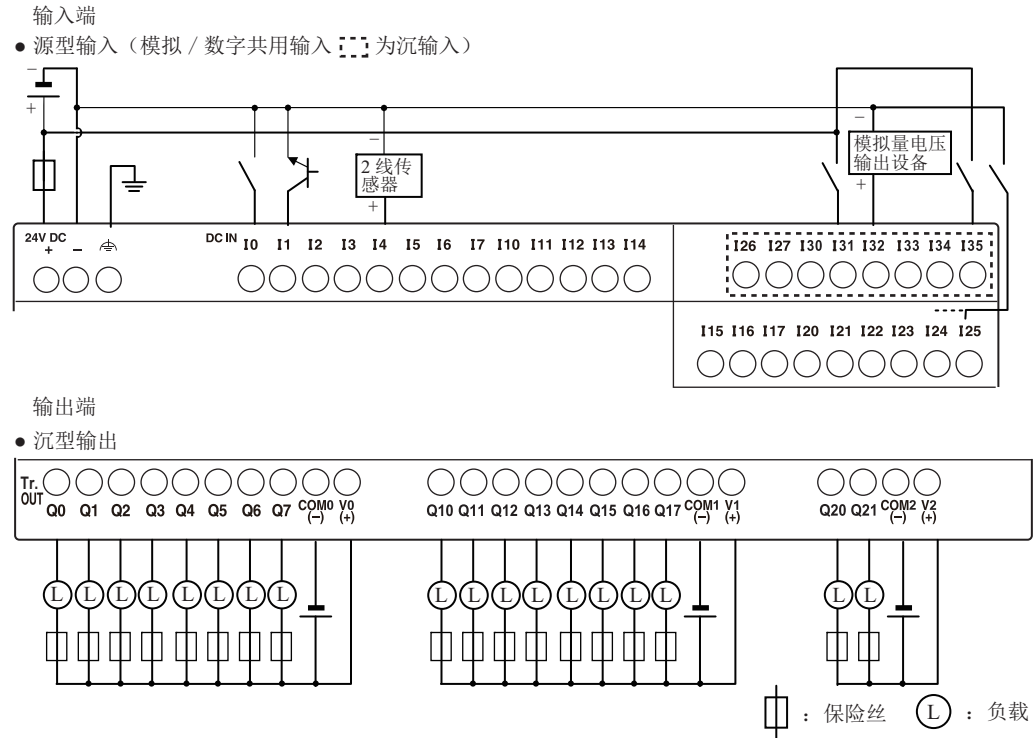 输入端
● 源型输入（模拟 / 数字共用输入 为沉输入）
−
+
−
2 线传
感器
+
−
模拟量电压
输出设备
+
24V DC
+ −
DC IN I0 I1 I2 I3 I4 I5 I6 I7 I10 I11 I12 I13 I14
I26 I27 I30 I31 I32 I33 I34 I35
I15 I16 I17 I20 I21 I22 I23 I24 I25
输出端
● 沉型输出
Tr.
OUT
Q0 Q1 Q2 Q3 Q4 Q5 Q6 Q7 COM0 (−) V0 (+)
Q10 Q11 Q12 Q13 Q14 Q15 Q16 Q17 COM1 (−) V1 (+)
Q20 Q21 COM2 (−) V2 (+)
L L L L L L L L
L L L L L L L L
L L
：保险丝 L ：负载